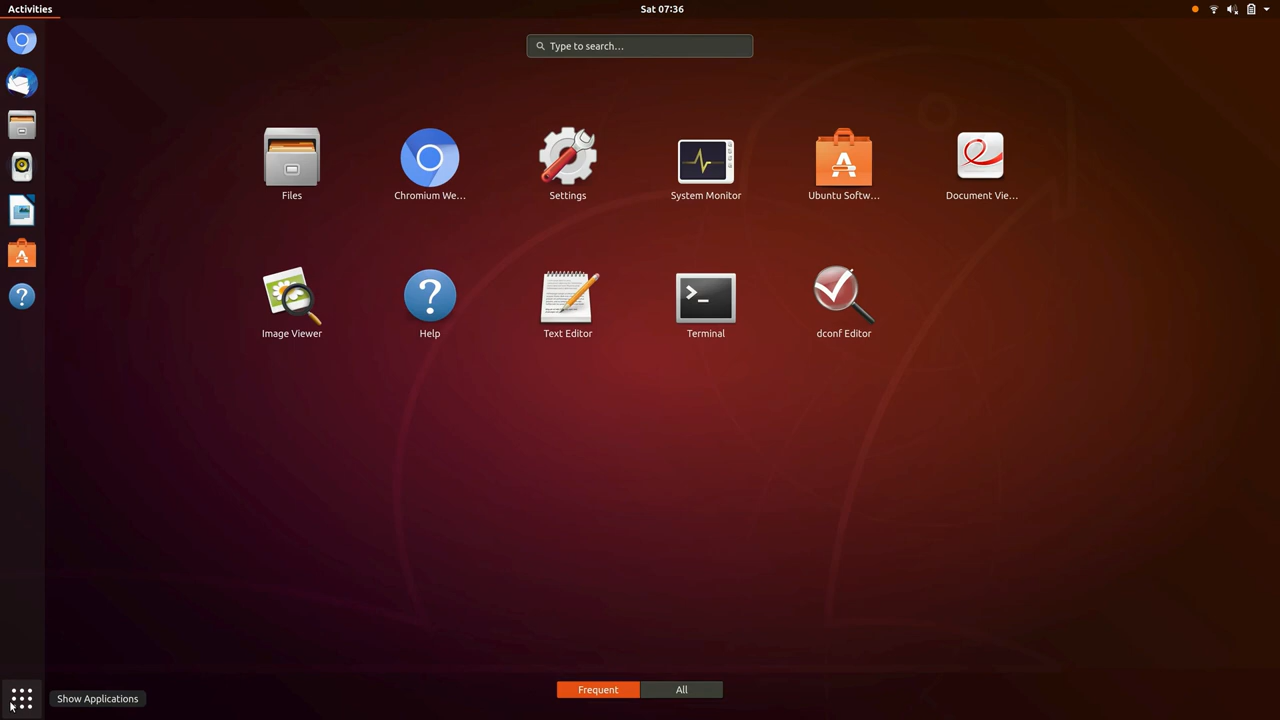 Activities
Sat 07:36
Type to search...
Files
Chromium We...
Settings
System Monitor
Ubuntu Softw...
Document Vie...
Image Viewer
Help
Text Editor
Terminal
dconf Editor
Frequent
All
Show Applications